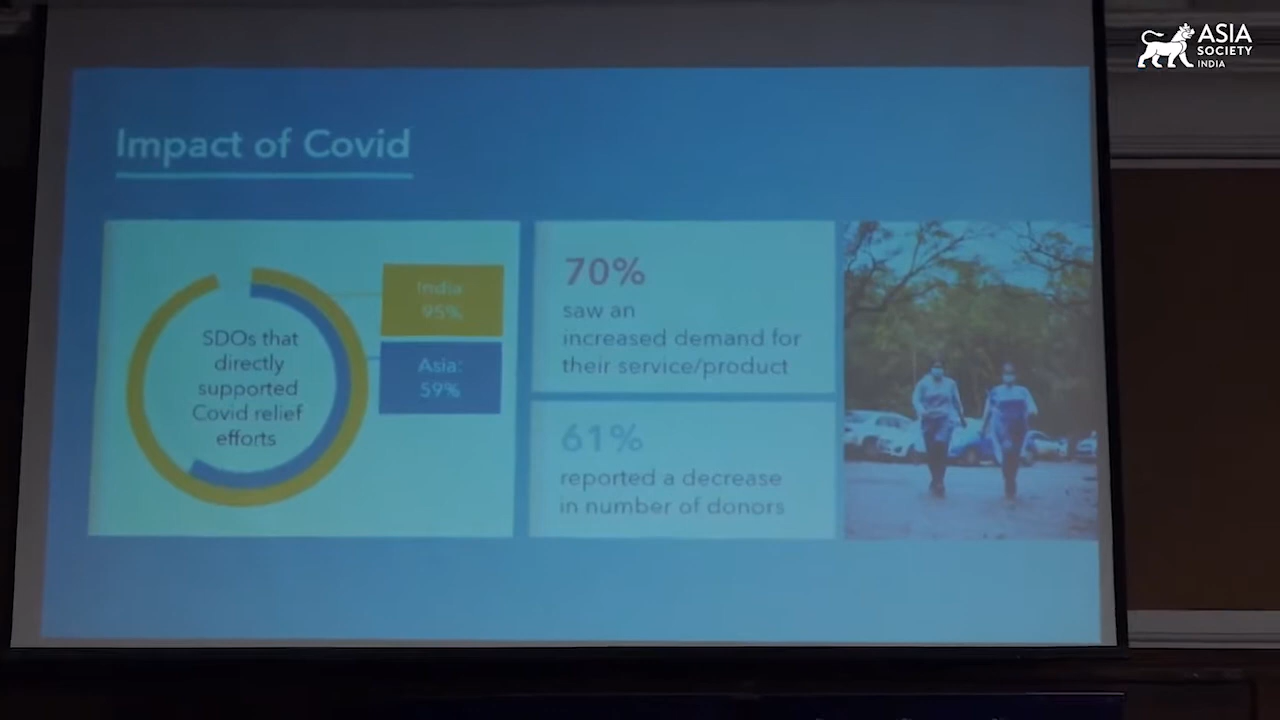 ASIA
SOCIETY
INDIA
Impact of Covid
SDOs that
directly
supported
Covid relief
efforts
India
95%
Asia:
59%
70%
saw an
increased demand for
their service/product
61%
reported a decrease
in number of donors